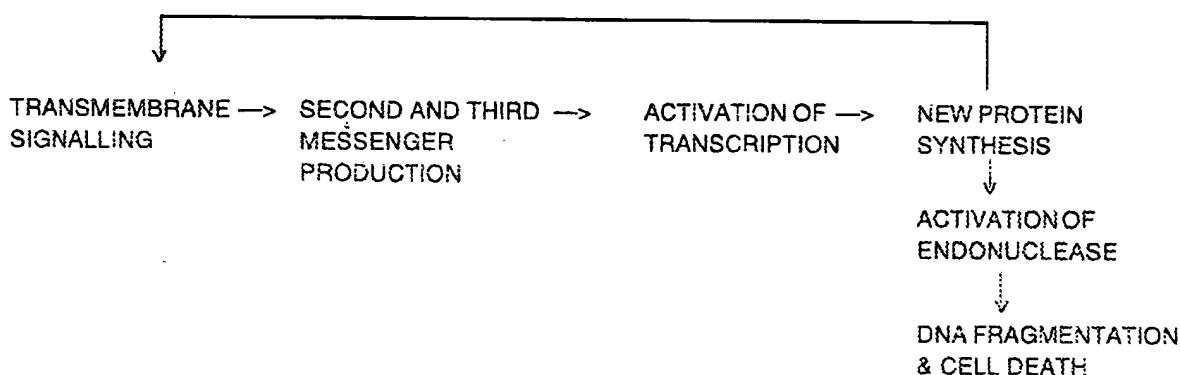 TRANSMEMBRANE —> SECOND AND THIRD —> ACTIVATION OF —> NEW PROTEIN
SIGNALLING MESSENGER TRANSCRIPTION SYNTHESIS
PRODUCTION
ACTIVATION OF
ENDONUCLEASE
DNA FRAGMENTATION
& CELL DEATH